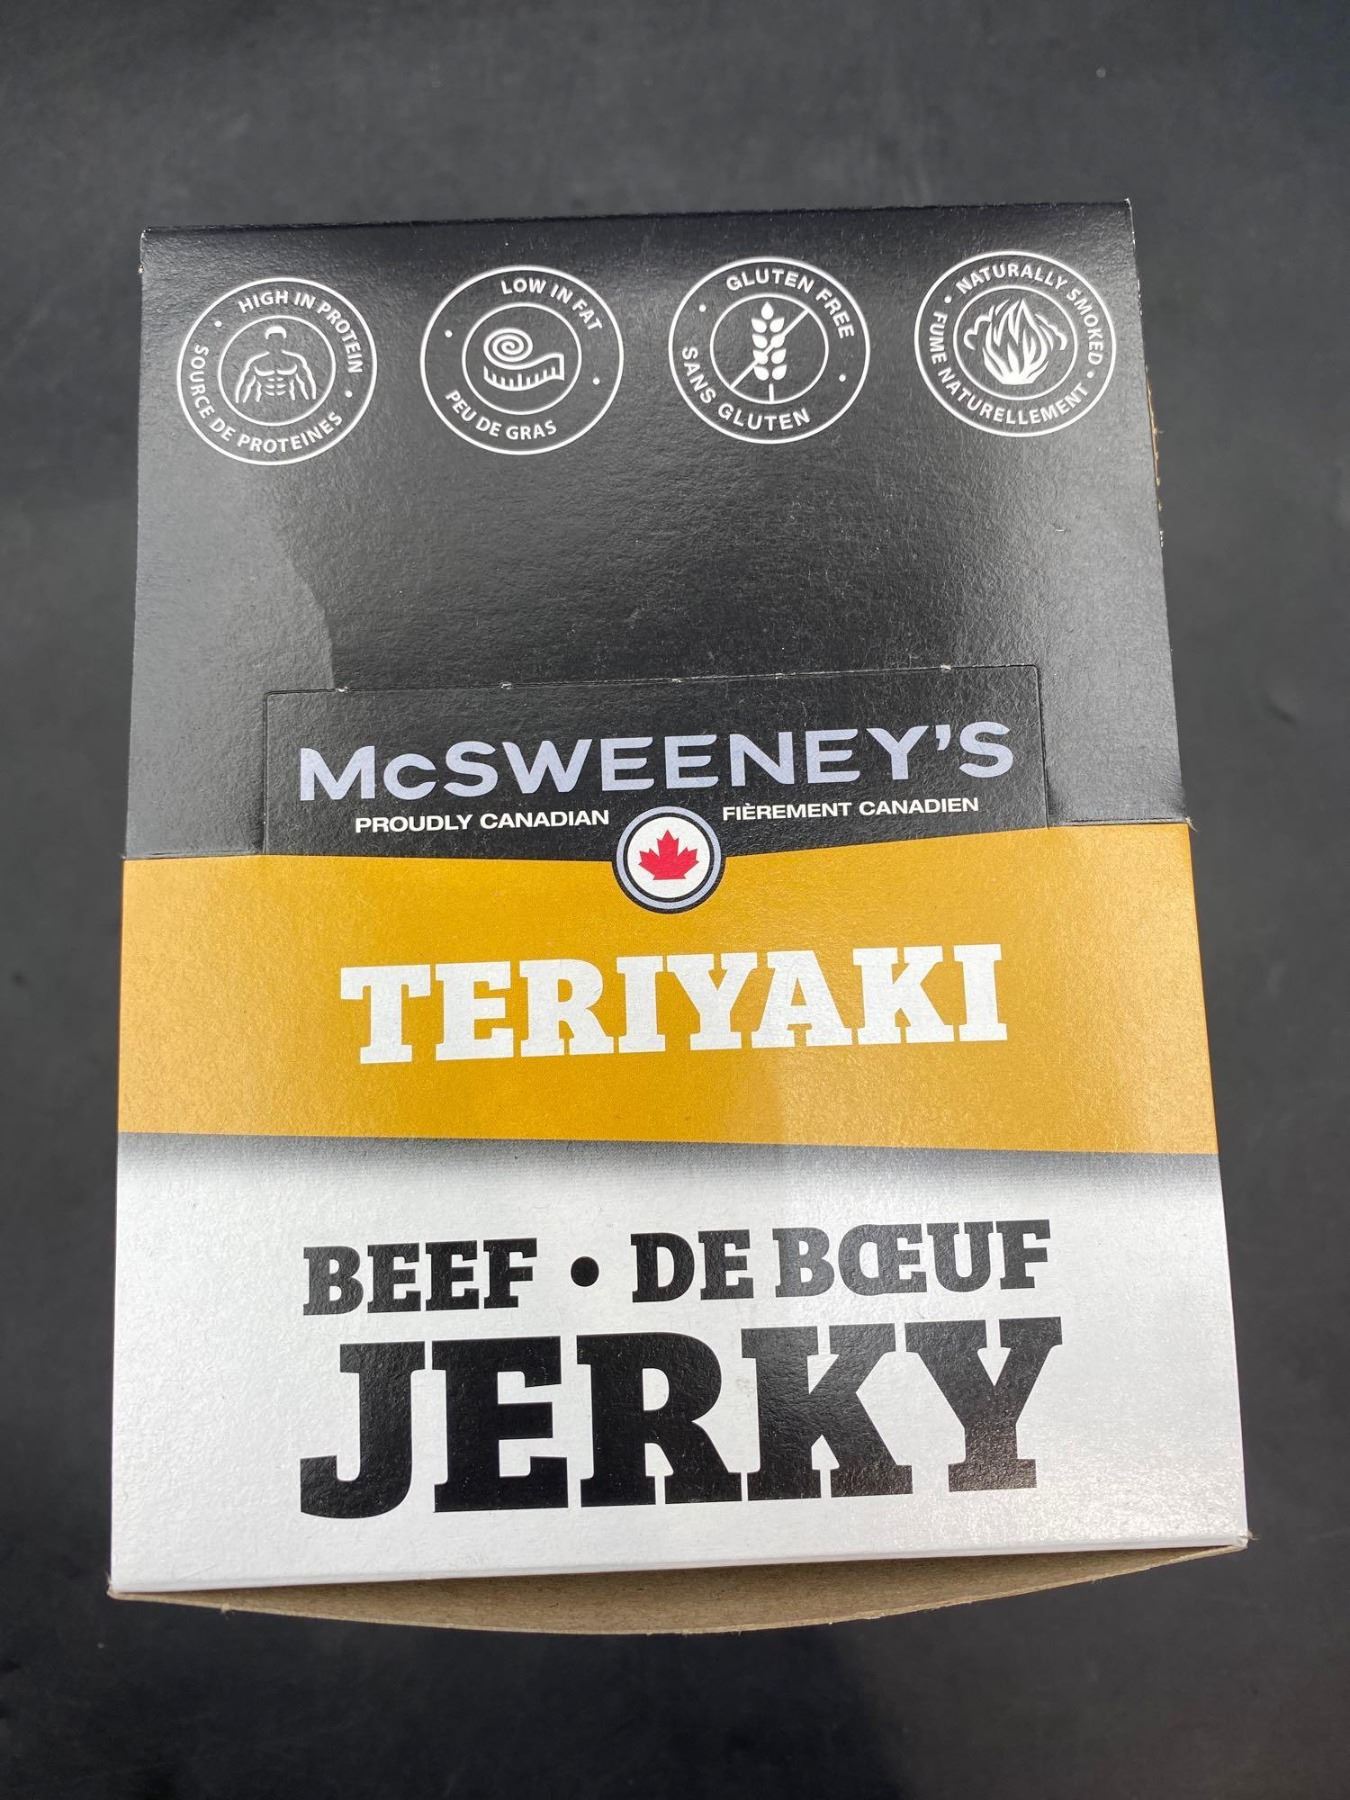 HIGH IN PROTEIN • SOURCE DE PROTEINES •
LOW IN FAT • PEU DE GRAS •
GLUTEN FREE • SANS GLUTEN •
NATURALLY SMOKED • FUME NATURELLEMENT •
McSWEENEY'S
PROUDLY CANADIAN FIÈREMENT CANADIEN
TERIYAKI
BEEF • DE BŒUF
JERKY